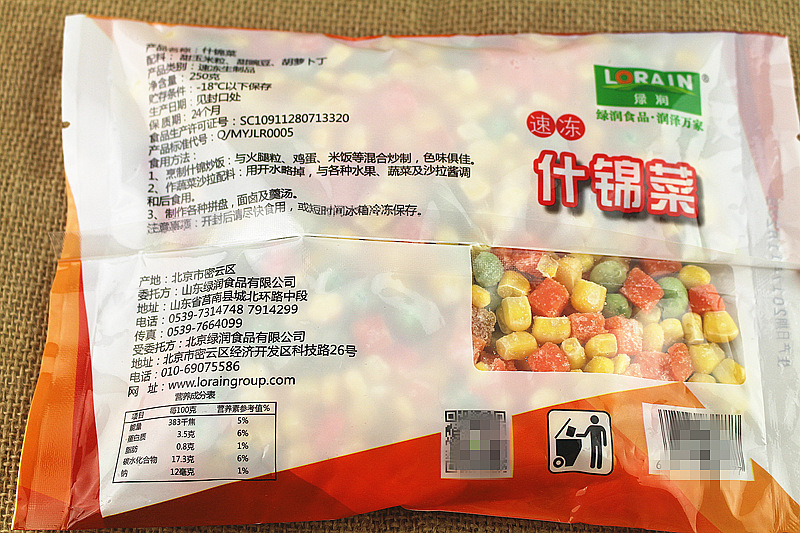 产品名称：什锦菜
配料：甜玉米粒、甜豌豆、胡萝卜丁
产品类别：速冻生制品
净含量：250克
贮存条件：-18℃以下保存
生产日期：见封口处
保质期：24个月
食品生产许可证号：SC10911280713320
产品标准代号：Q/MYJLR0005
食用方法：
1、烹制什锦炒饭：与火腿粒、鸡蛋、米饭等混合炒制，色味俱佳。
2、作蔬菜沙拉配料：用开水略掉，与各种水果、蔬菜及沙拉酱调
和后食用。
3、制作各种拼盘，面卤及羹汤。
注意事项：开封后请尽快食用，或短时间冰箱冷冻保存。
LORAIN®
绿润
绿润食品·润泽万家
速冻
什锦菜
产地：北京市密云区
委托方：山东绿润食品有限公司
地址：山东省莒南县城北环路中段
电话：0539-7314748 7914299
传真：0539-7664099
受委托方：北京绿润食品有限公司
地址：北京市密云区经济开发区科技路26号
电话：010-69075586
网 址：www.loraingroup.com
营养成分表
项目 每100克 营养素参考值%
能量 383千焦 5%
蛋白质 3.5克 6%
脂肪 0.8克 1%
碳水化合物 17.3克 6%
钠 12毫克 1%